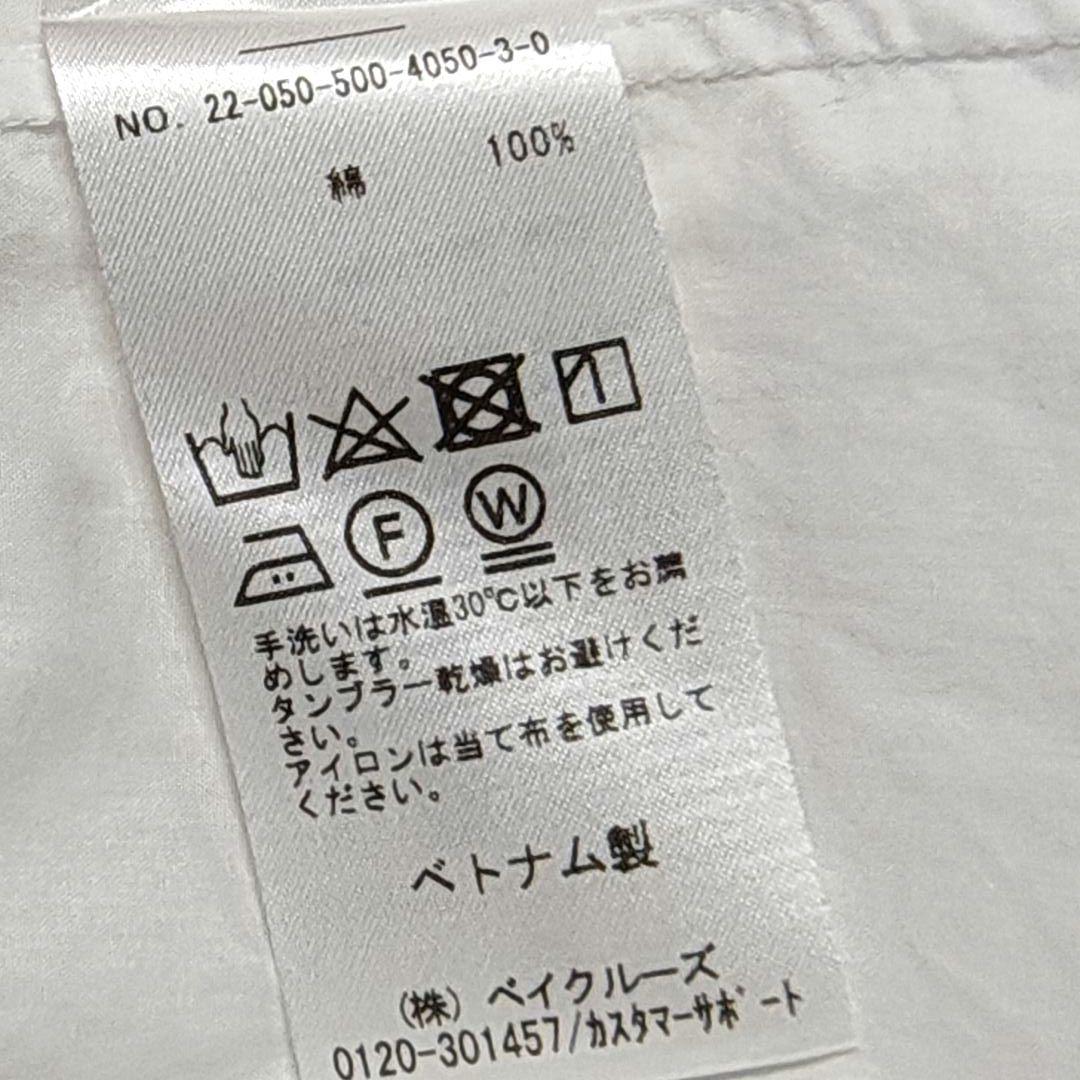 NO. 22-050-500-4050-3-0
綿 100%
F W
手洗いは水温30℃以下をお薦
めします。
タンブラー乾燥はお避けくだ
さい。
アイロンは当て布を使用して
ください。
ベトナム製
(株) ベイクルーズ
0120-301457/カスタマーサポート